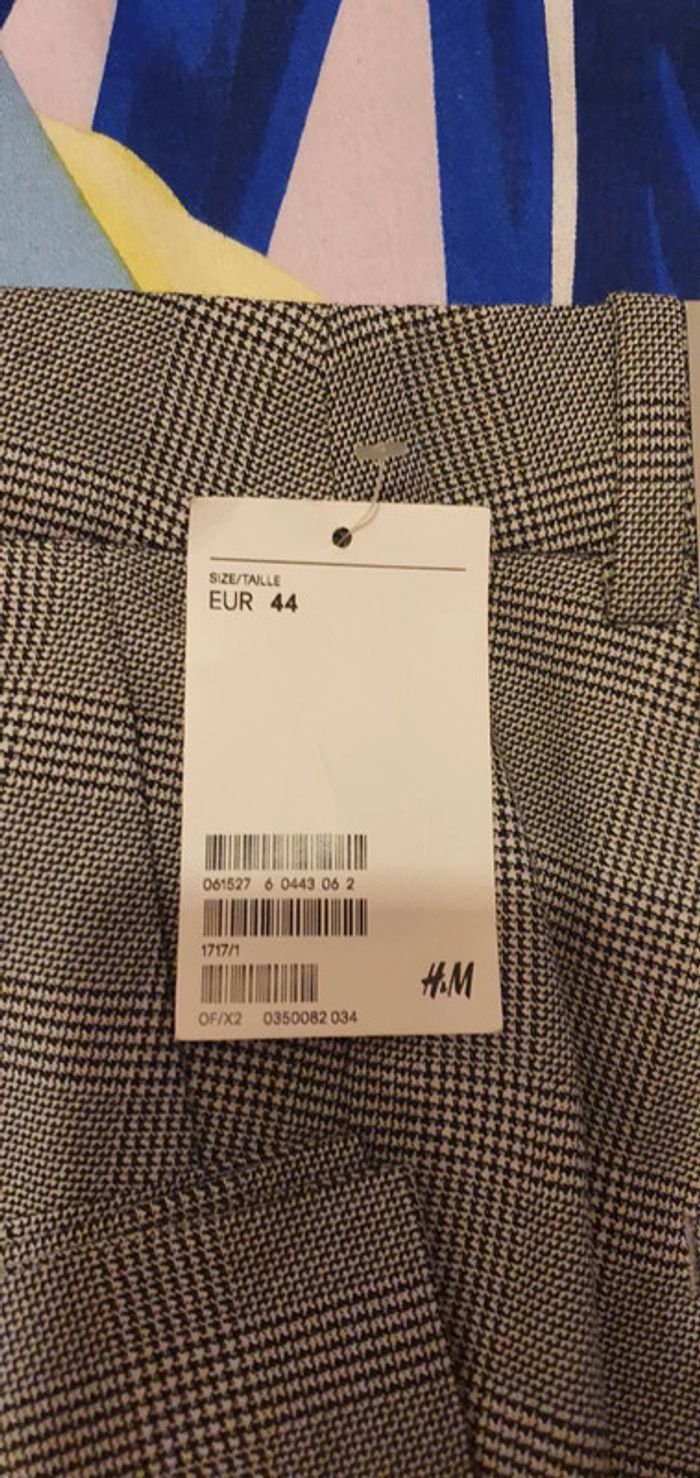 SIZE/TAILLE
EUR 44
061527 6 0443 06 2
1717/1
H&M
OF/X2 0350082 034